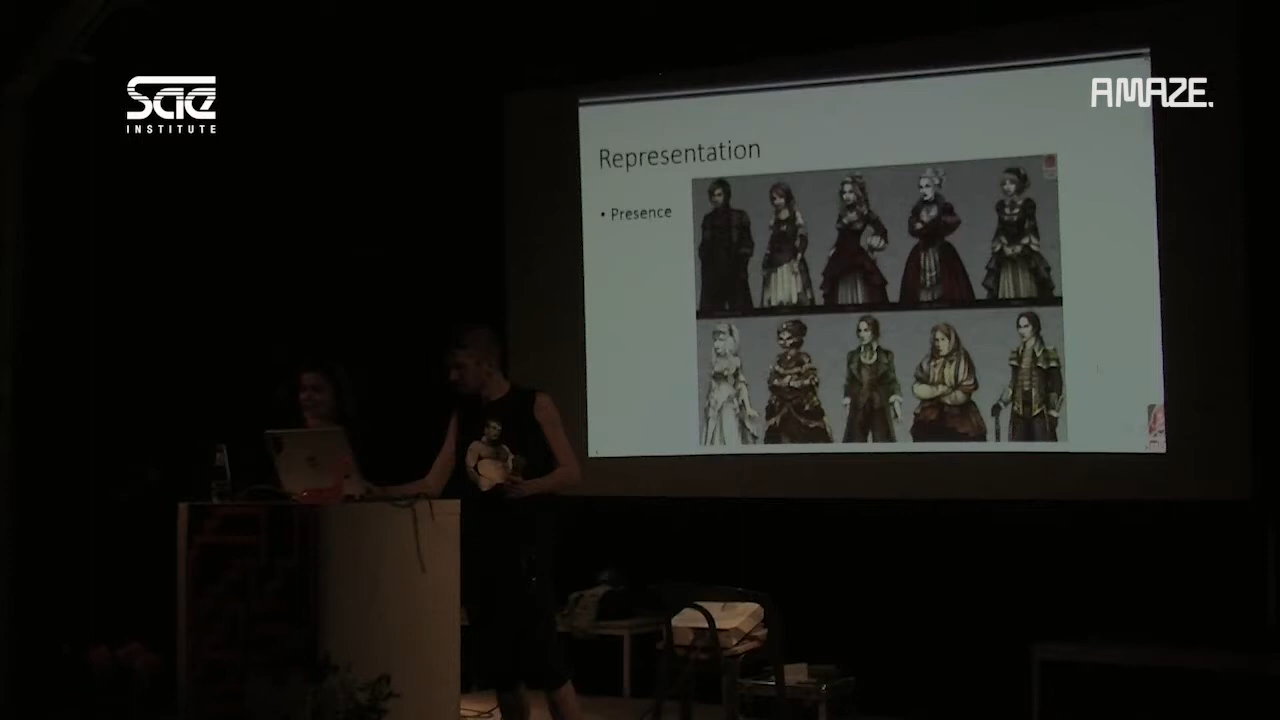 Sae
INSTITUTE
AMAZE.
Representation
• Presence